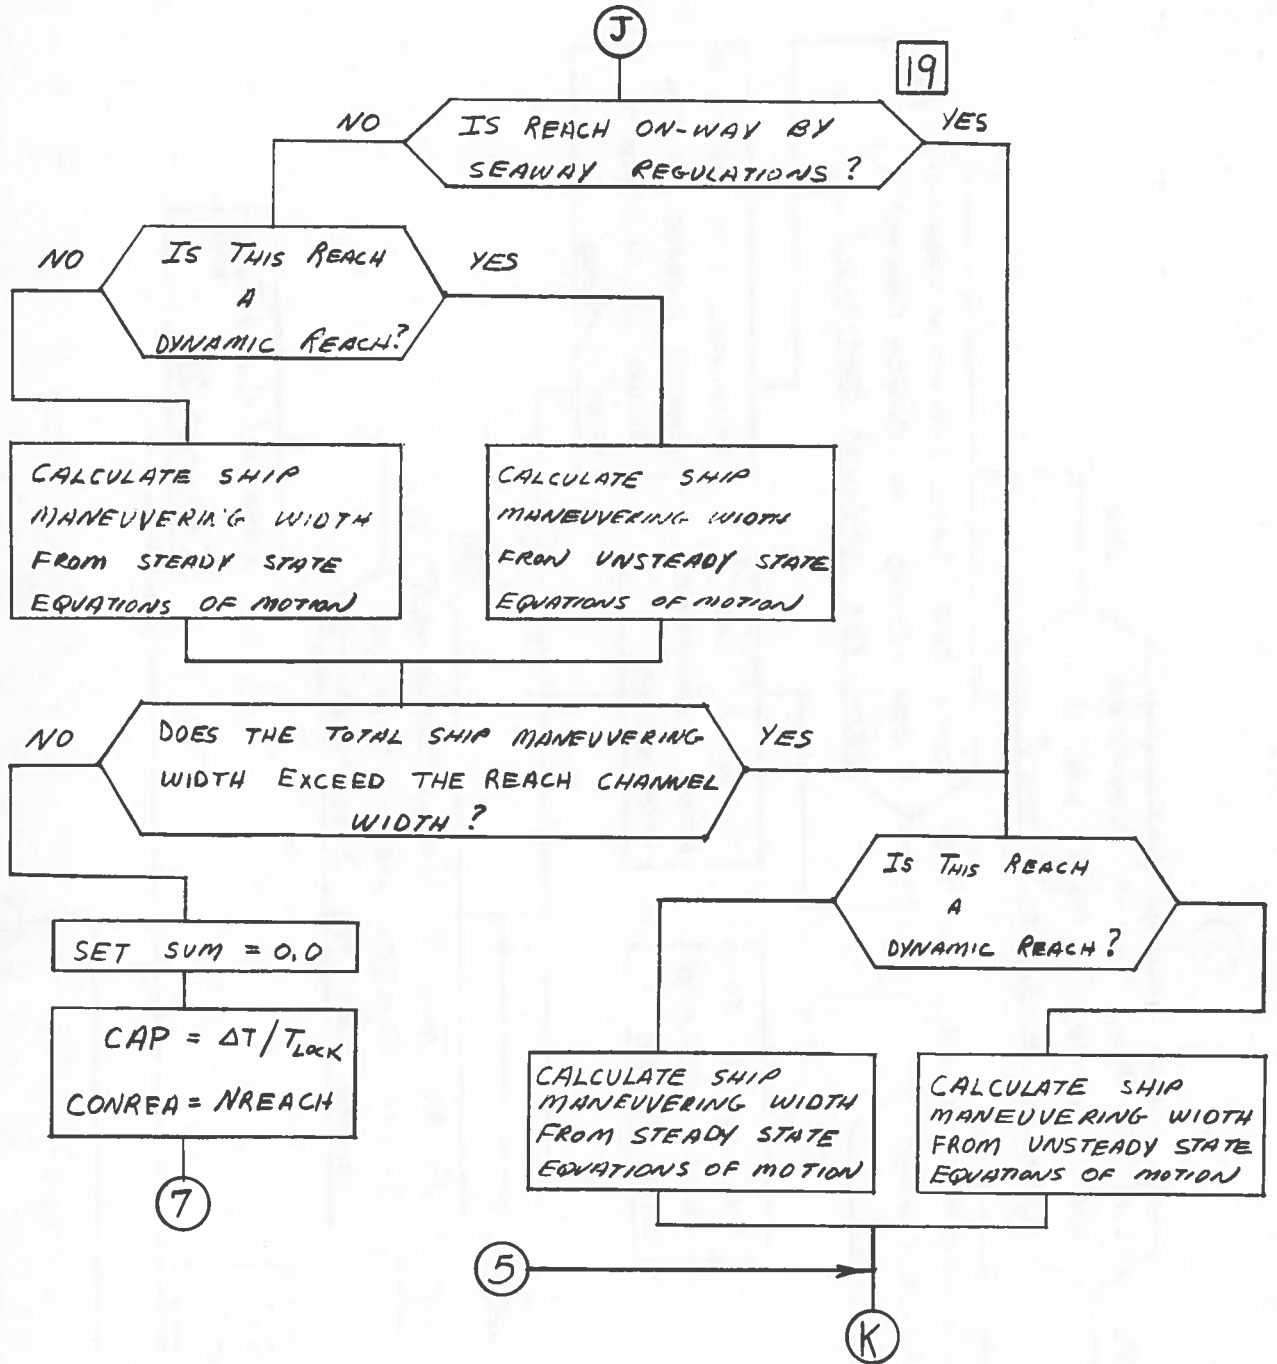 J
19
NO
IS REACH ON-WAY BY
SEAWAY REGULATIONS?
YES
NO
IS THIS REACH
A
DYNAMIC REACH?
YES
CALCULATE SHIP
MANEUVERING WIDTH
FROM STEADY STATE
EQUATIONS OF MOTION
CALCULATE SHIP
MANEUVERING WIDTH
FRON UNSTEADY STATE
EQUATIONS OF MOTION
NO
DOES THE TOTAL SHIP MANEUVERING
WIDTH EXCEED THE REACH CHANNEL
WIDTH?
YES
IS THIS REACH
A
DYNAMIC REACH?
SET SUM = 0.0
CAP = ΔT/TLOCK
CONREA = NREACH
7
CALCULATE SHIP
MANEUVERING WIDTH
FROM STEADY STATE
EQUATIONS OF MOTION
CALCULATE SHIP
MANEUVERING WIDTH
FROM UNSTEADY STATE
EQUATIONS OF MOTION
5
K